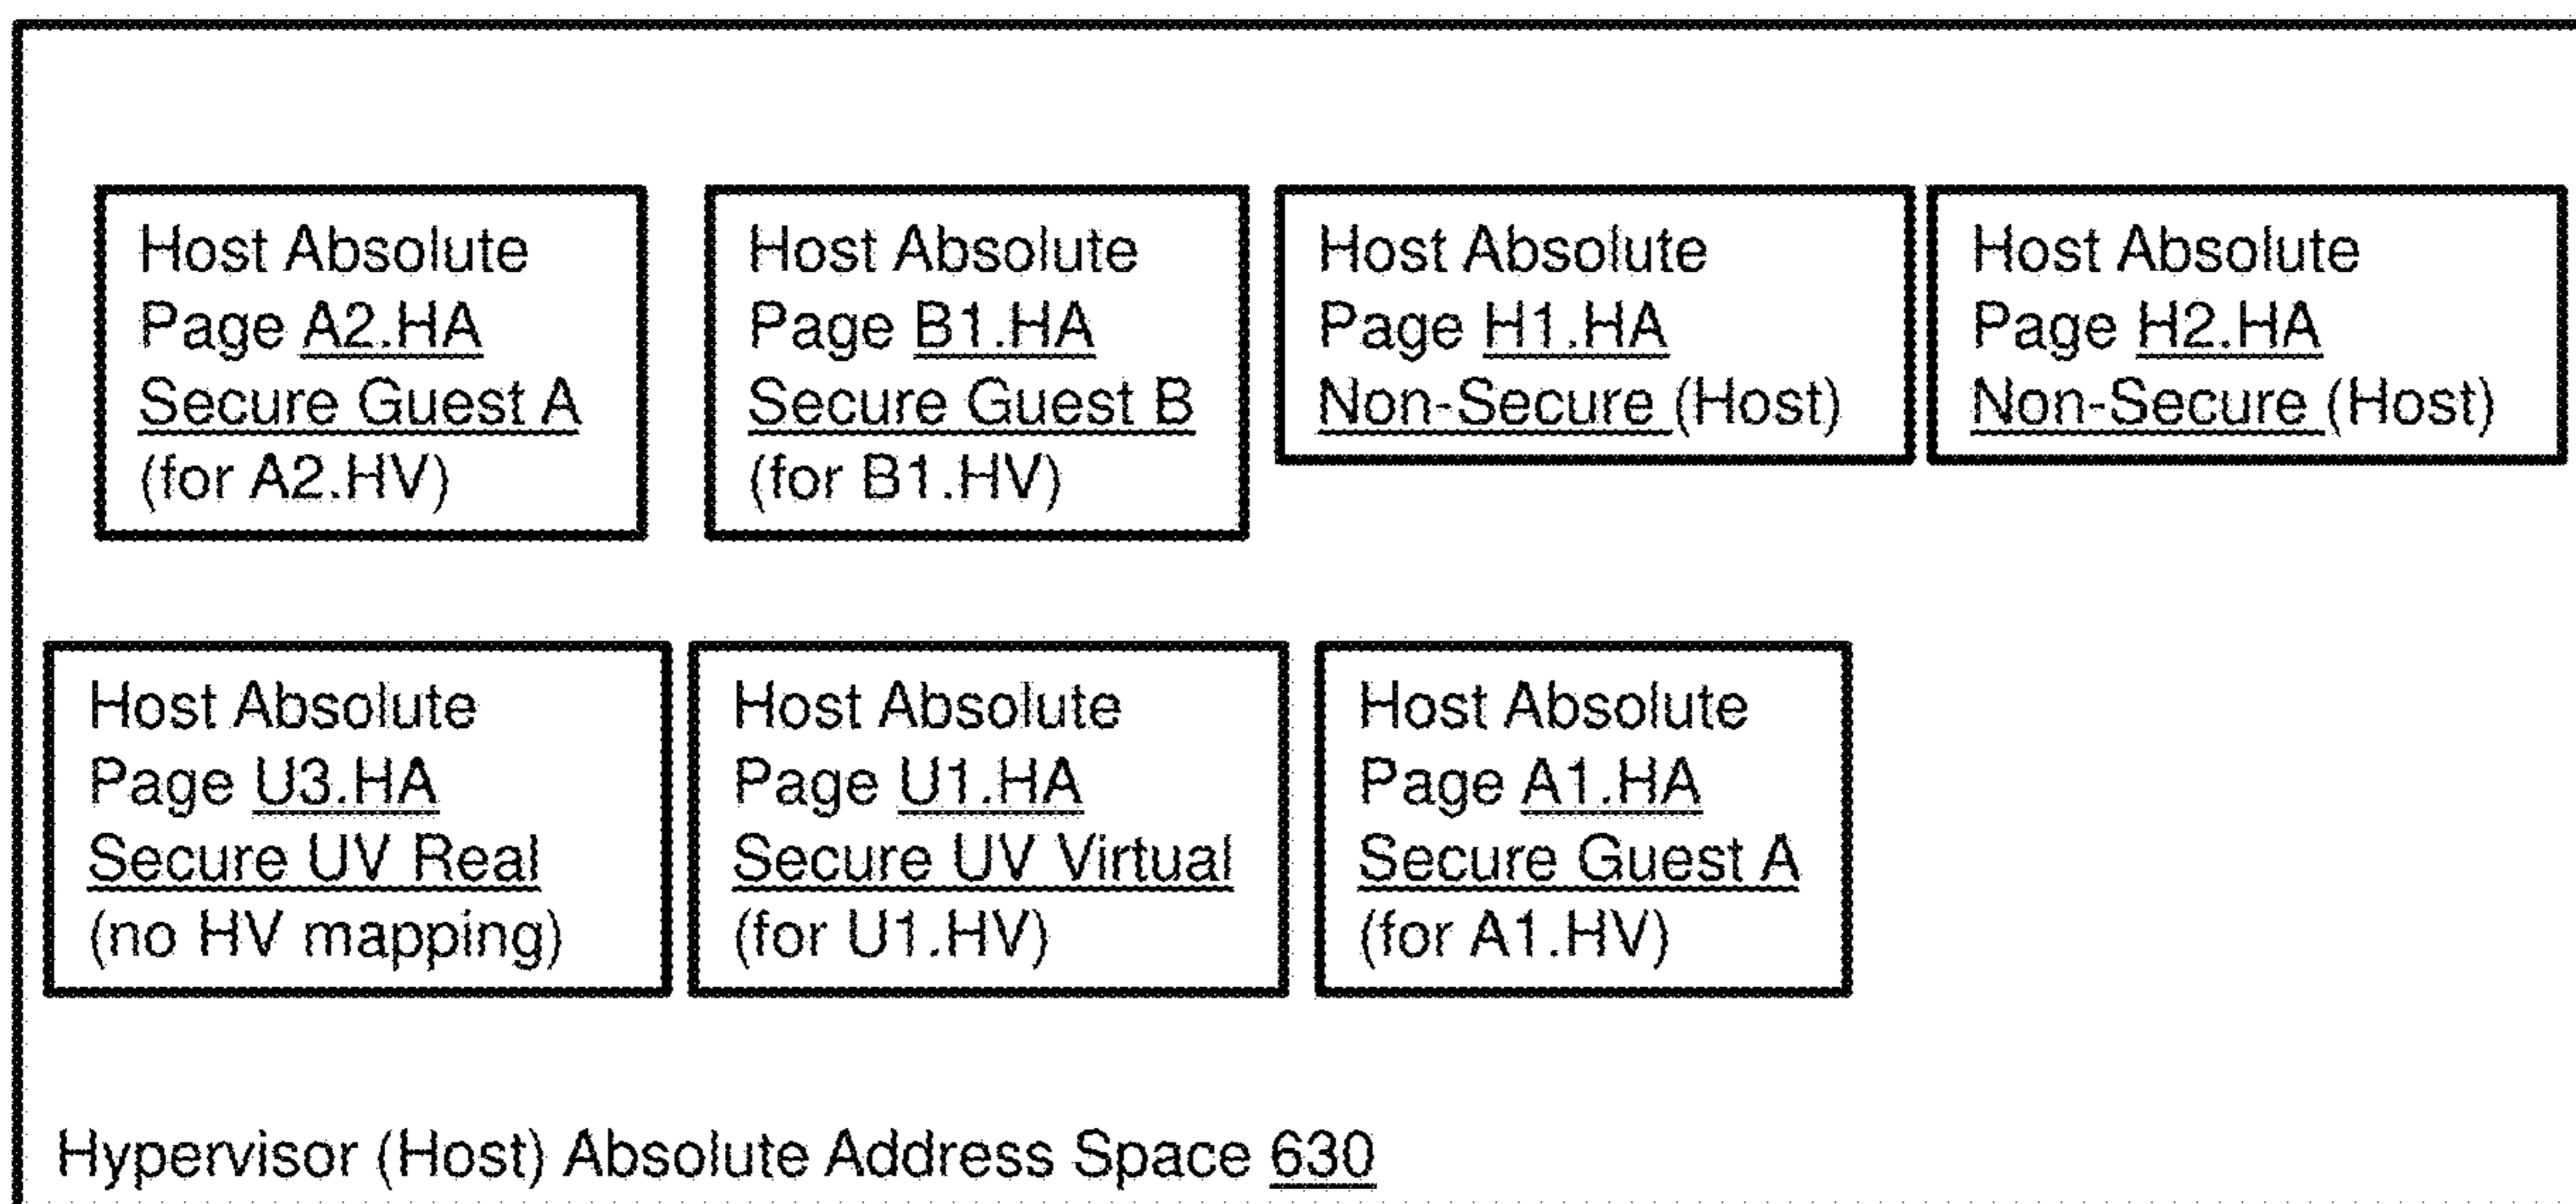 Host Absolute
Page A2.HA
Secure Guest A
(for A2.HV)
Host Absolute
Page B1.HA
Secure Guest B
(for B1.HV)
Host Absolute
Page H1.HA
Non-Secure (Host)
Host Absolute
Page H2.HA
Non-Secure (Host)
Host Absolute
Page U3.HA
Secure UV Real
(no HV mapping)
Host Absolute
Page U1.HA
Secure UV Virtual
(for U1.HV)
Host Absolute
Page A1.HA
Secure Guest A
(for A1.HV)
Hypervisor (Host) Absolute Address Space 630